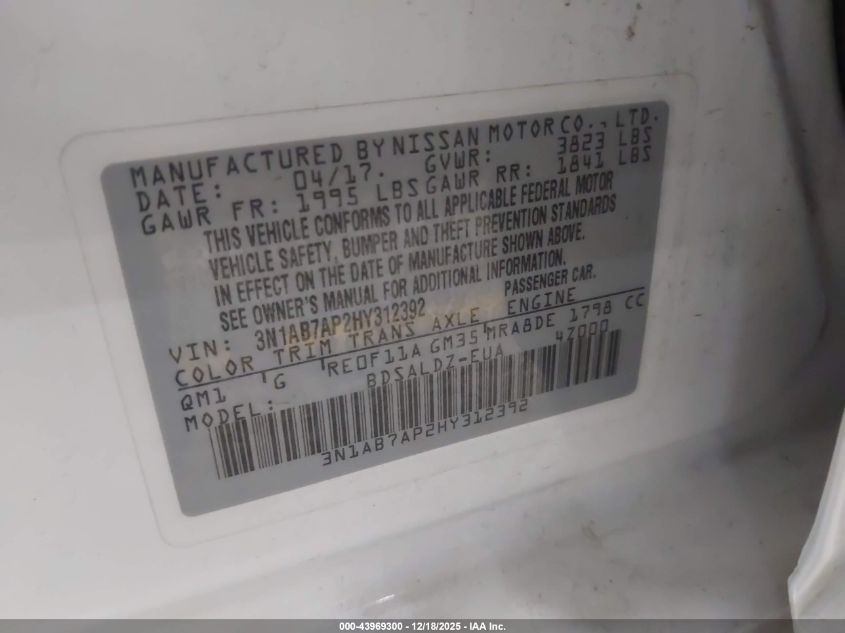 MANUFACTURED BY NISSAN MOTOR CO., LTD.
DATE: 04/17. GVWR: 3823 LBS
GAWR FR: 1995 LBS GAWR RR: 1841 LBS
THIS VEHICLE CONFORMS TO ALL APPLICABLE FEDERAL MOTOR
VEHICLE SAFETY, BUMPER AND THEFT PREVENTION STANDARDS
IN EFFECT ON THE DATE OF MANUFACTURE SHOWN ABOVE.
SEE OWNER'S MANUAL FOR ADDITIONAL INFORMATION.
VIN: 3N1AB7AP2HY312392 PASSENGER CAR.
COLOR TRIM TRANS AXLE ENGINE
QM1 G RE0F11A GM35 MRA8DE 1798 CC
MODEL: BDSALDZ-EUA 4Z000
3N1AB7AP2HY312392
000-43969300 - 12/18/2025 - IAA Inc.